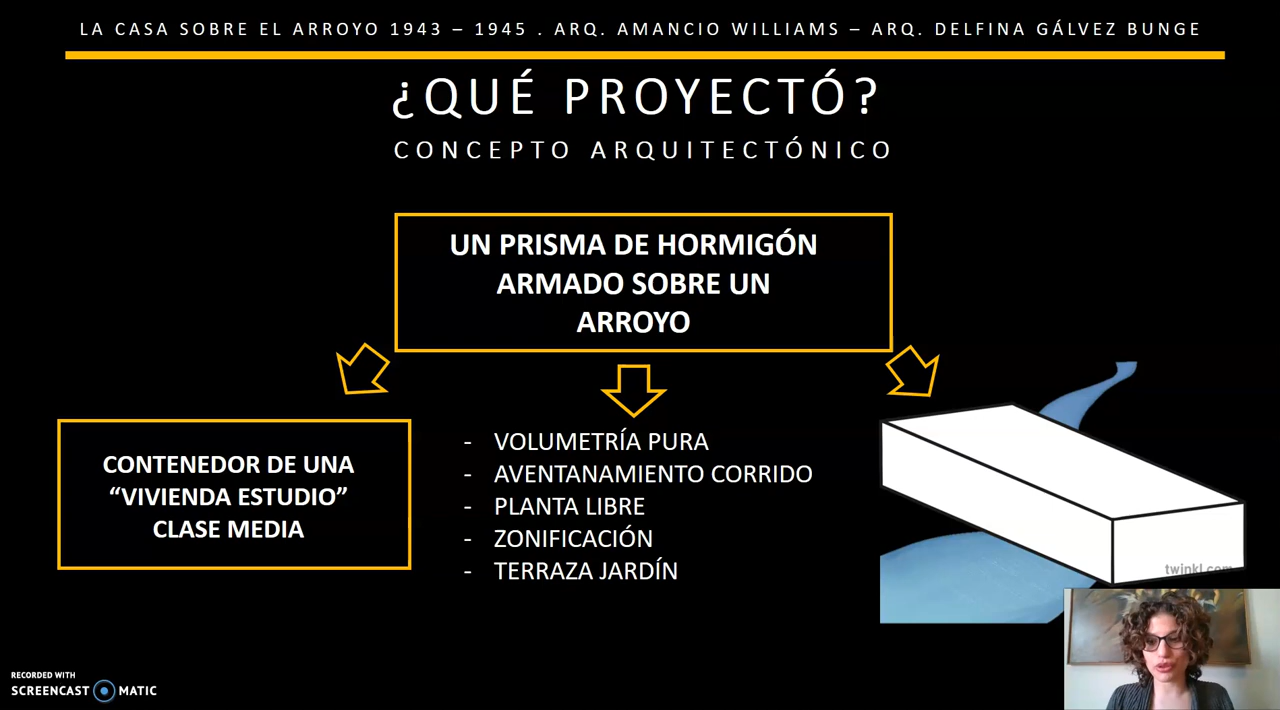 LA CASA SOBRE EL ARROYO 1943 – 1945 . ARQ. AMANCIO WILLIAMS – ARQ. DELFINA GÁLVEZ BUNGE
¿QUÉ PROYECTÓ?
CONCEPTO ARQUITECTÓNICO
UN PRISMA DE HORMIGÓN
ARMADO SOBRE UN
ARROYO
CONTENEDOR DE UNA
“VIVIENDA ESTUDIO”
CLASE MEDIA
- VOLUMETRÍA PURA
- AVENTANAMIENTO CORRIDO
- PLANTA LIBRE
- ZONIFICACIÓN
- TERRAZA JARDÍN
twinkl.com
RECORDED WITH
SCREENCAST MATIC